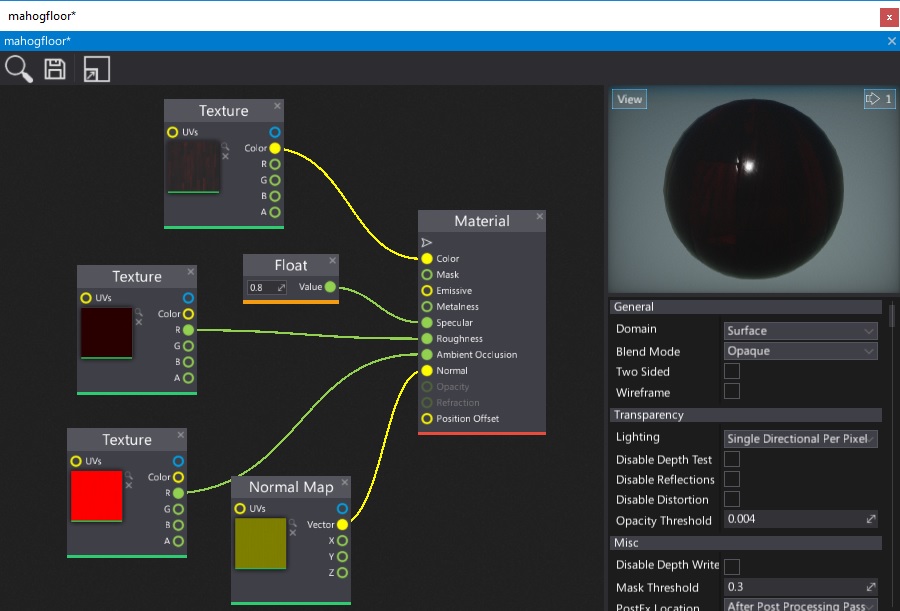 mahogfloor*
x
mahogfloor*
View
1
Texture
UVs
Color
R
G
B
A
Float
0.8
Value
Texture
UVs
Color
R
G
B
A
Texture
UVs
Color
R
G
B
A
Normal Map
UVs
Vector
X
Y
Z
Material
Color
Mask
Emissive
Metalness
Specular
Roughness
Ambient Occlusion
Normal
Opacity
Refraction
Position Offset
General
Domain Surface
Blend Mode Opaque
Two Sided
Wireframe
Transparency
Lighting Single Directional Per Pixel
Disable Depth Test
Disable Reflections
Disable Distortion
Opacity Threshold 0.004
Misc
Disable Depth Write
Mask Threshold 0.3
PostFx Location After Post Processing Pass